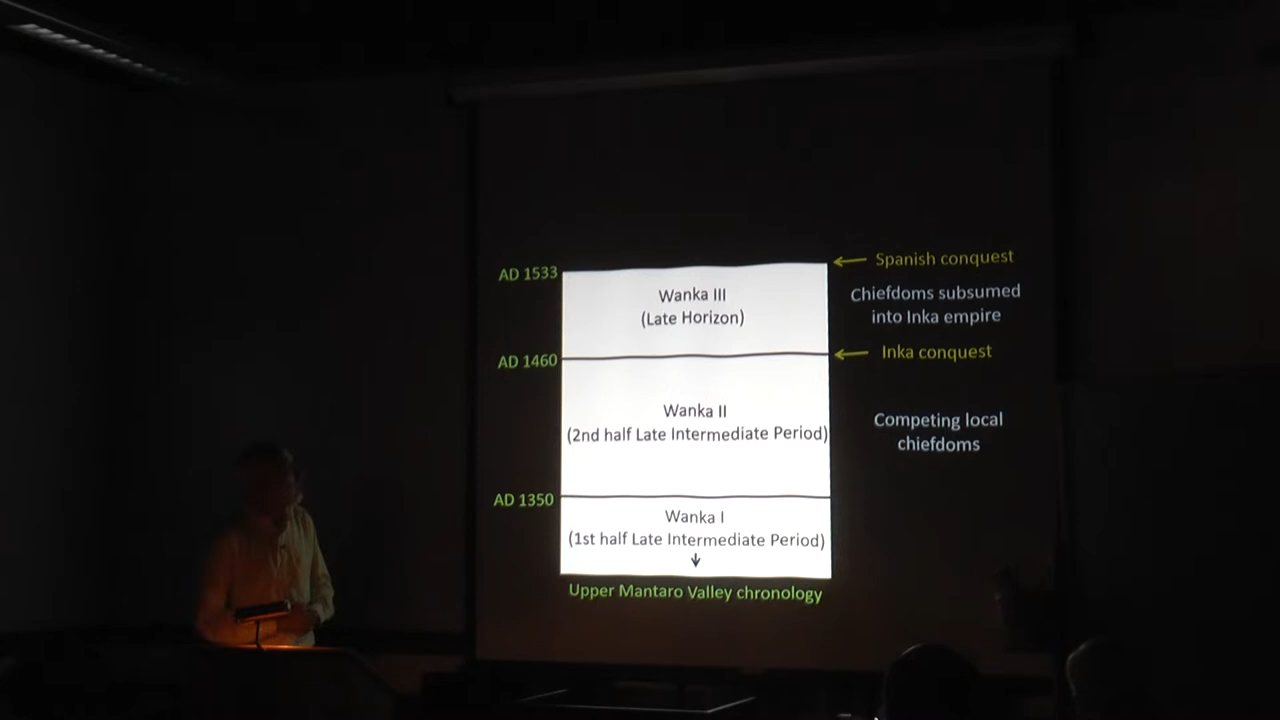 AD 1533
Spanish conquest
Wanka III
(Late Horizon)
Chiefdoms subsumed
into Inka empire
AD 1460
Inka conquest
Wanka II
(2nd half Late Intermediate Period)
Competing local
chiefdoms
AD 1350
Wanka I
(1st half Late Intermediate Period)
Upper Mantaro Valley chronology